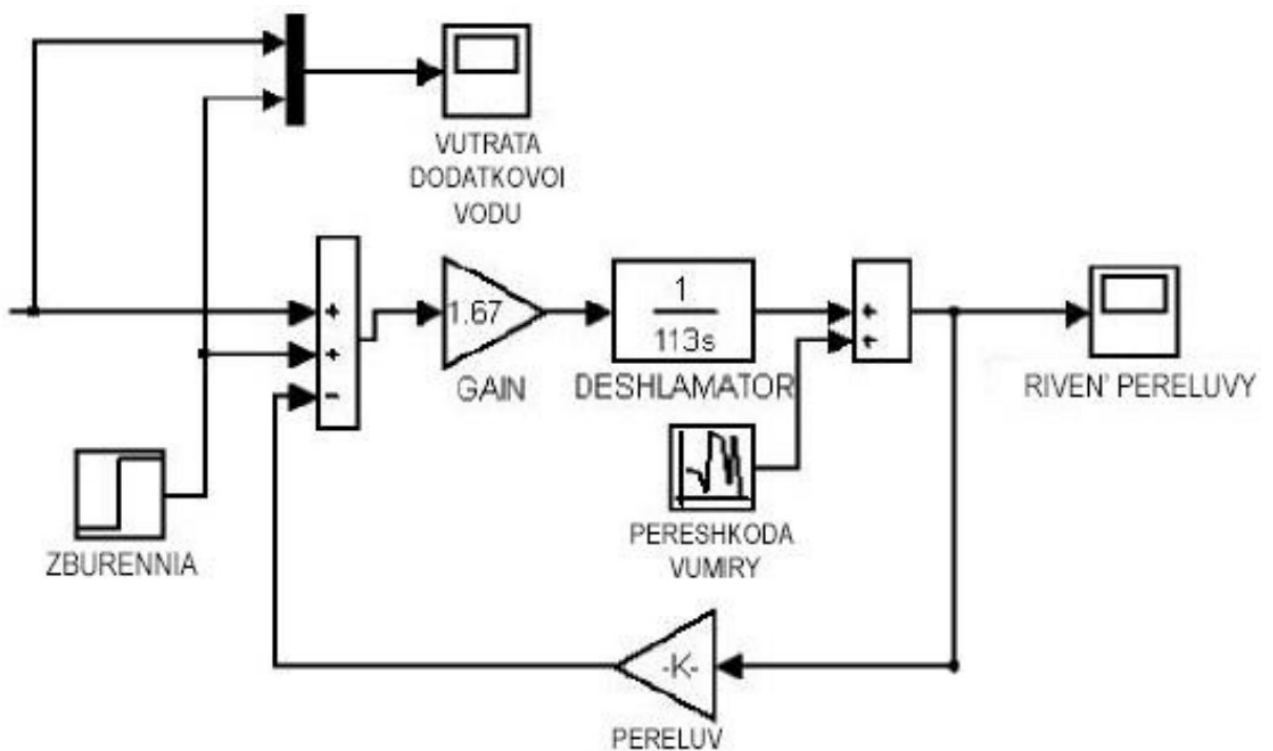 VUTRATA
DODATKOVOI
VODU
+
+
-
1.67
GAIN
1
113s
DESHLAMATOR
+
+
RIVEN' PERELUVY
ZBURENNIA
PERESHKODA
VUMIRY
-K-
PERELUV